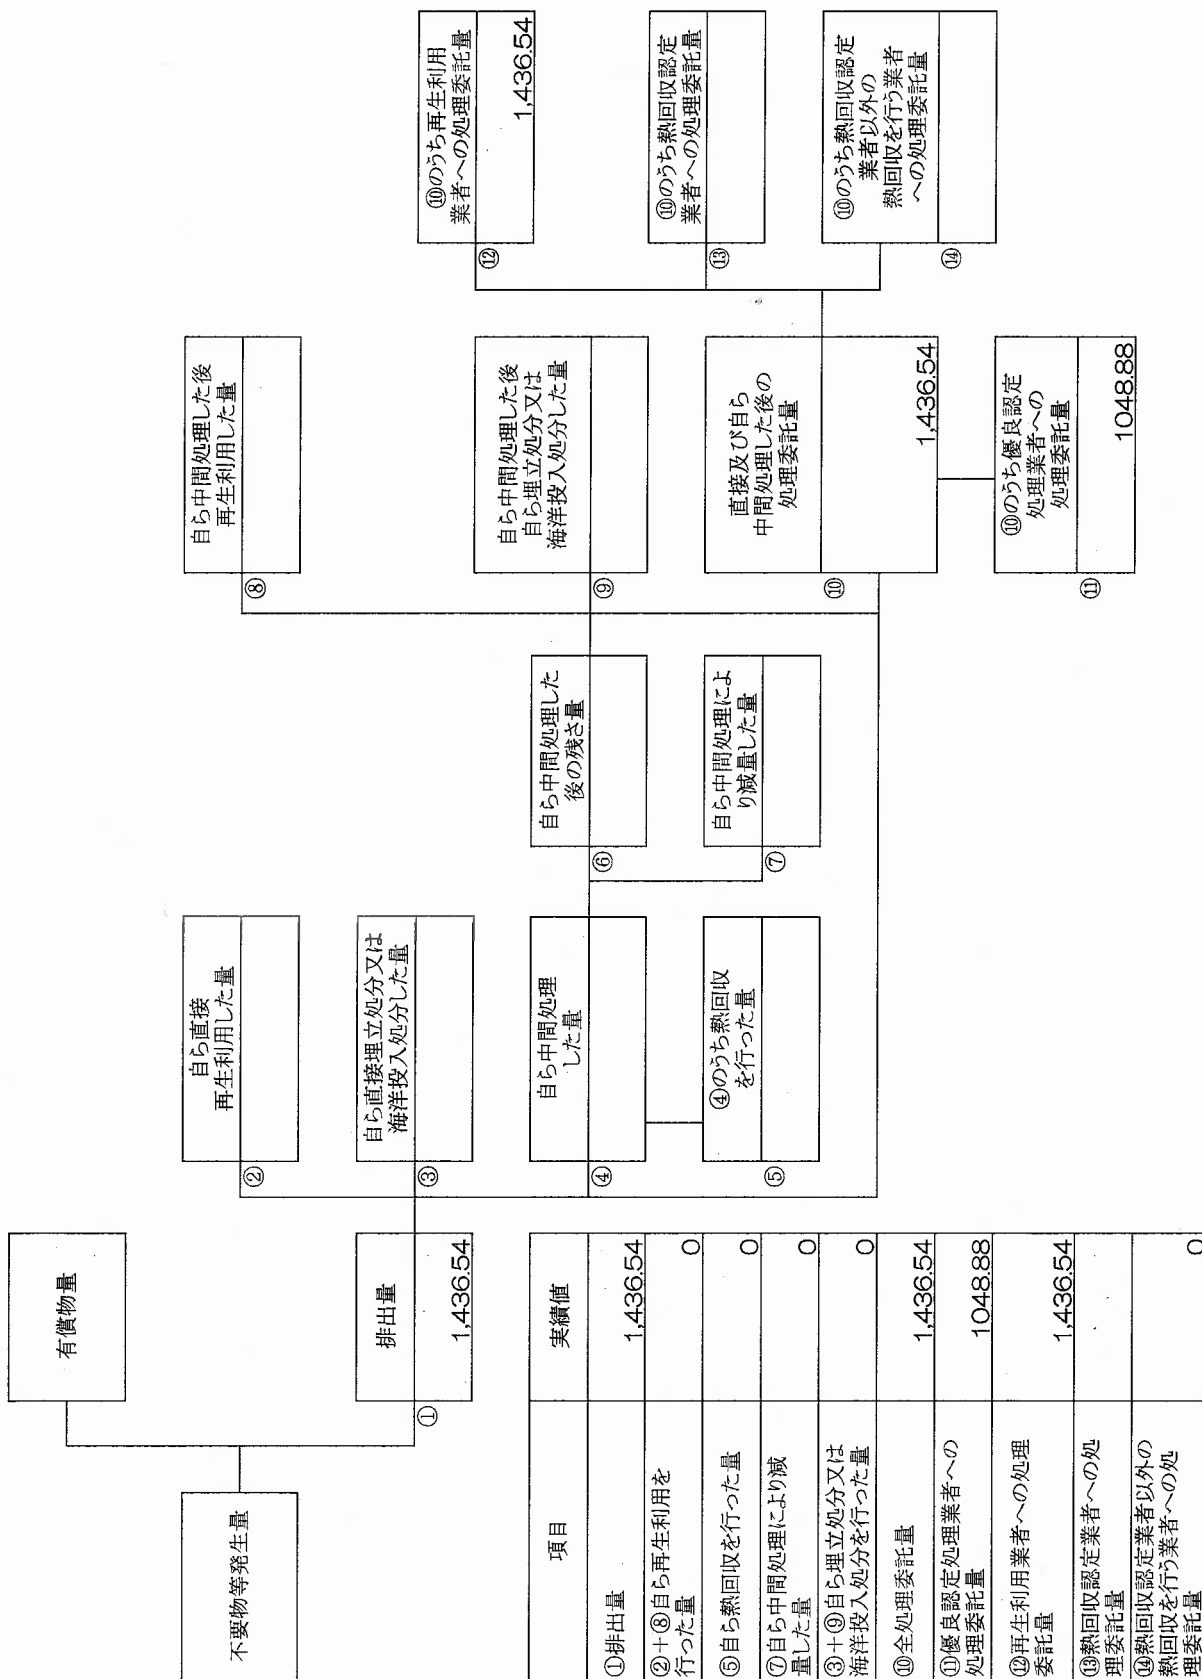 不要物等発生量
有償物量
排出量
①
1,436.54
自ら直接
再生利用した量
②
自ら直接埋立処分又は
海洋投入処分した量
③
自ら中間処理
した量
④
④のうち熱回収
を行った量
⑤
自ら中間処理した
後の残さ量
⑥
自ら中間処理によ
り減量した量
⑦
自ら中間処理した後
再生利用した量
⑧
自ら中間処理した後
自ら埋立処分又は
海洋投入処分した量
⑨
直接及び自ら
中間処理した後の
処理委託量
⑩
1,436.54
⑩のうち優良認定
処理業者への
処理委託量
⑪
1048.88
⑩のうち再生利用
業者への処理委託量
⑫
1,436.54
⑩のうち熱回収認定
業者への処理委託量
⑬
⑩のうち熱回収認定
業者以外の
熱回収を行う業者
への処理委託量
⑭
項目
実績値
①排出量
1,436.54
②+⑧自ら再生利用を
行った量
0
⑤自ら熱回収を行った量
0
⑦自ら中間処理により減
量した量
0
③+⑨自ら埋立処分又は
海洋投入処分を行った量
0
⑩全処理委託量
1,436.54
⑪優良認定処理業者への
処理委託量
1048.88
⑫再生利用業者への処理
委託量
1,436.54
⑬熱回収認定業者への処
理委託量
⑭熱回収認定業者以外の
熱回収を行う業者への処
理委託量
0